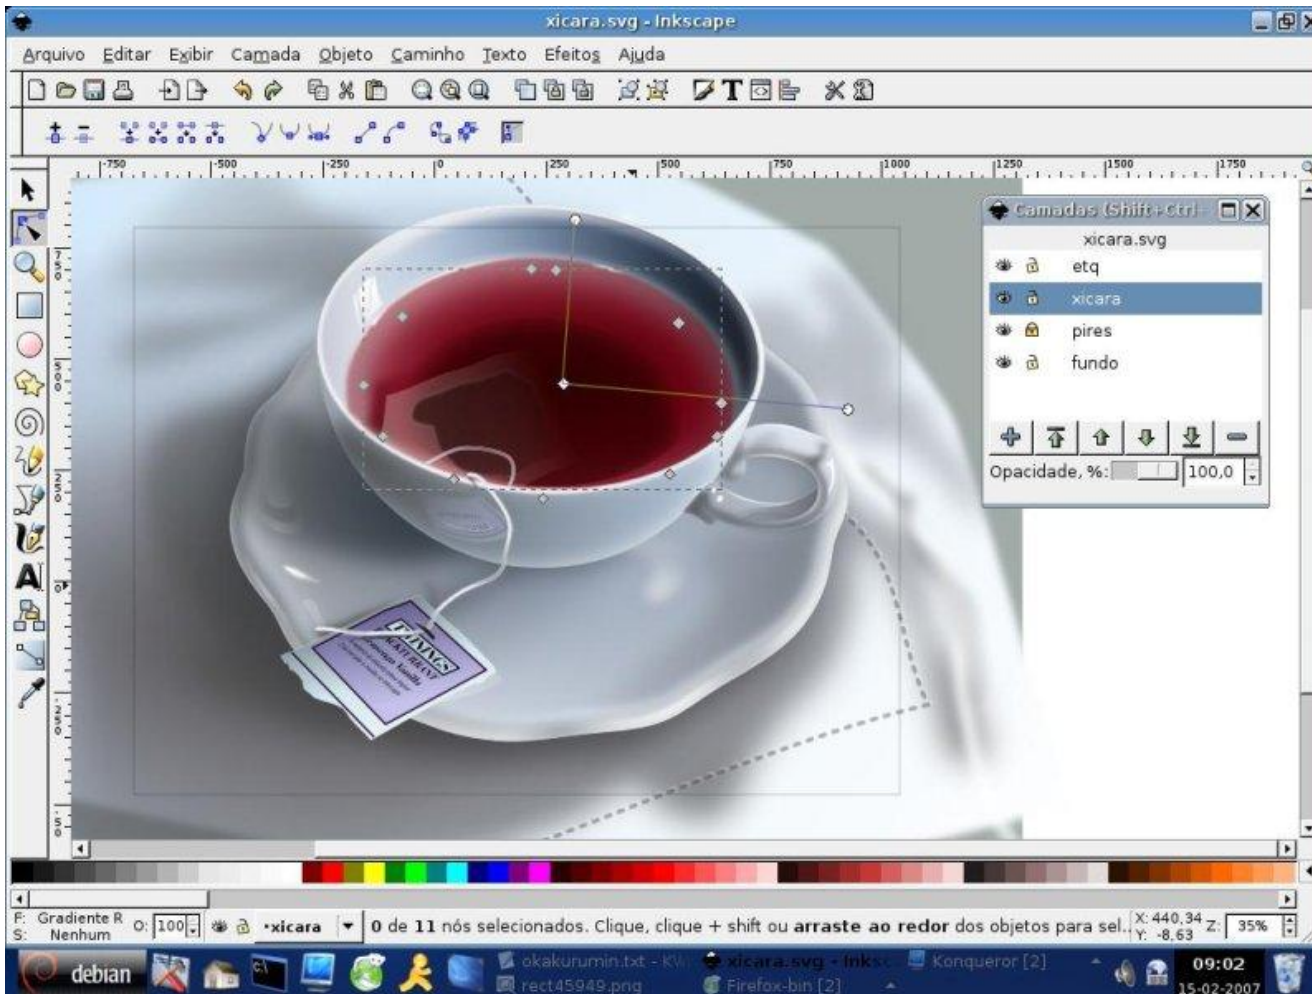 xicara.svg - Inkscape
Arquivo Editar Exibir Camada Objeto Caminho Texto Efeitos Ajuda
-750 -500 -250 0 250 500 750 1000 1250 1500 1750
Camadas (Shift+Ctrl+
xicara.svg
etq
xicara
pires
fundo
Opacidade, %: 100,0
TWININGS
BLACKCURRANT
F: Gradiente R
S: Nenhum
O: 100
•xicara
0 de 11 nós selecionados. Clique, clique + shift ou arraste ao redor dos objetos para sel..
X: 440,34
Y: -8,63
Z: 35%
debian
okakurumin.txt - KW
xicara.svg - Inksc
Konqueror [2]
rect45949.png
Firefox-bin [2]
09:02
15-02-2007